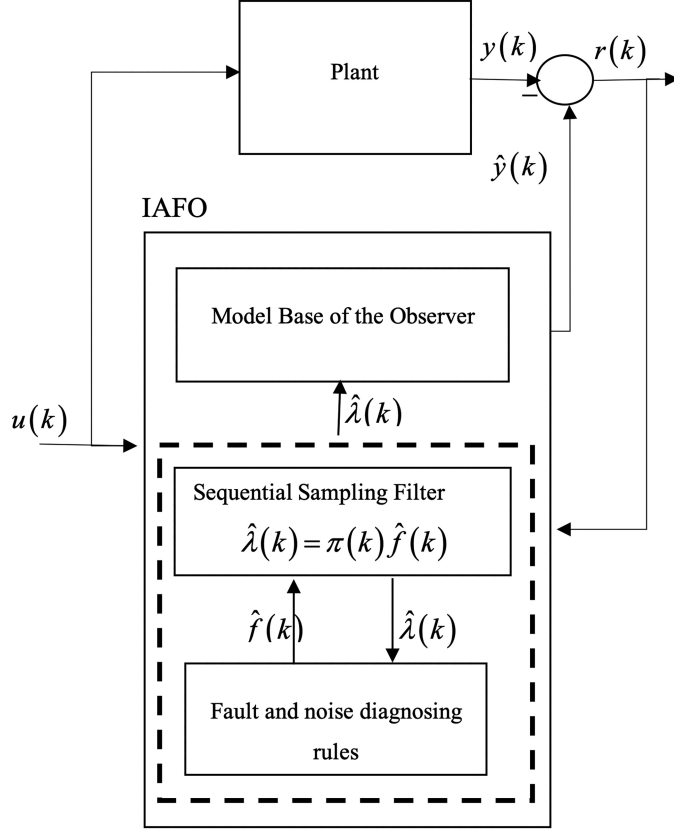 Plant
y(k)
r(k)
−
ŷ(k)
IAFO
Model Base of the Observer
λ̂(k)
u(k)
Sequential Sampling Filter
λ̂(k)=π(k)f̂(k)
f̂(k)
λ̂(k)
Fault and noise diagnosing
rules